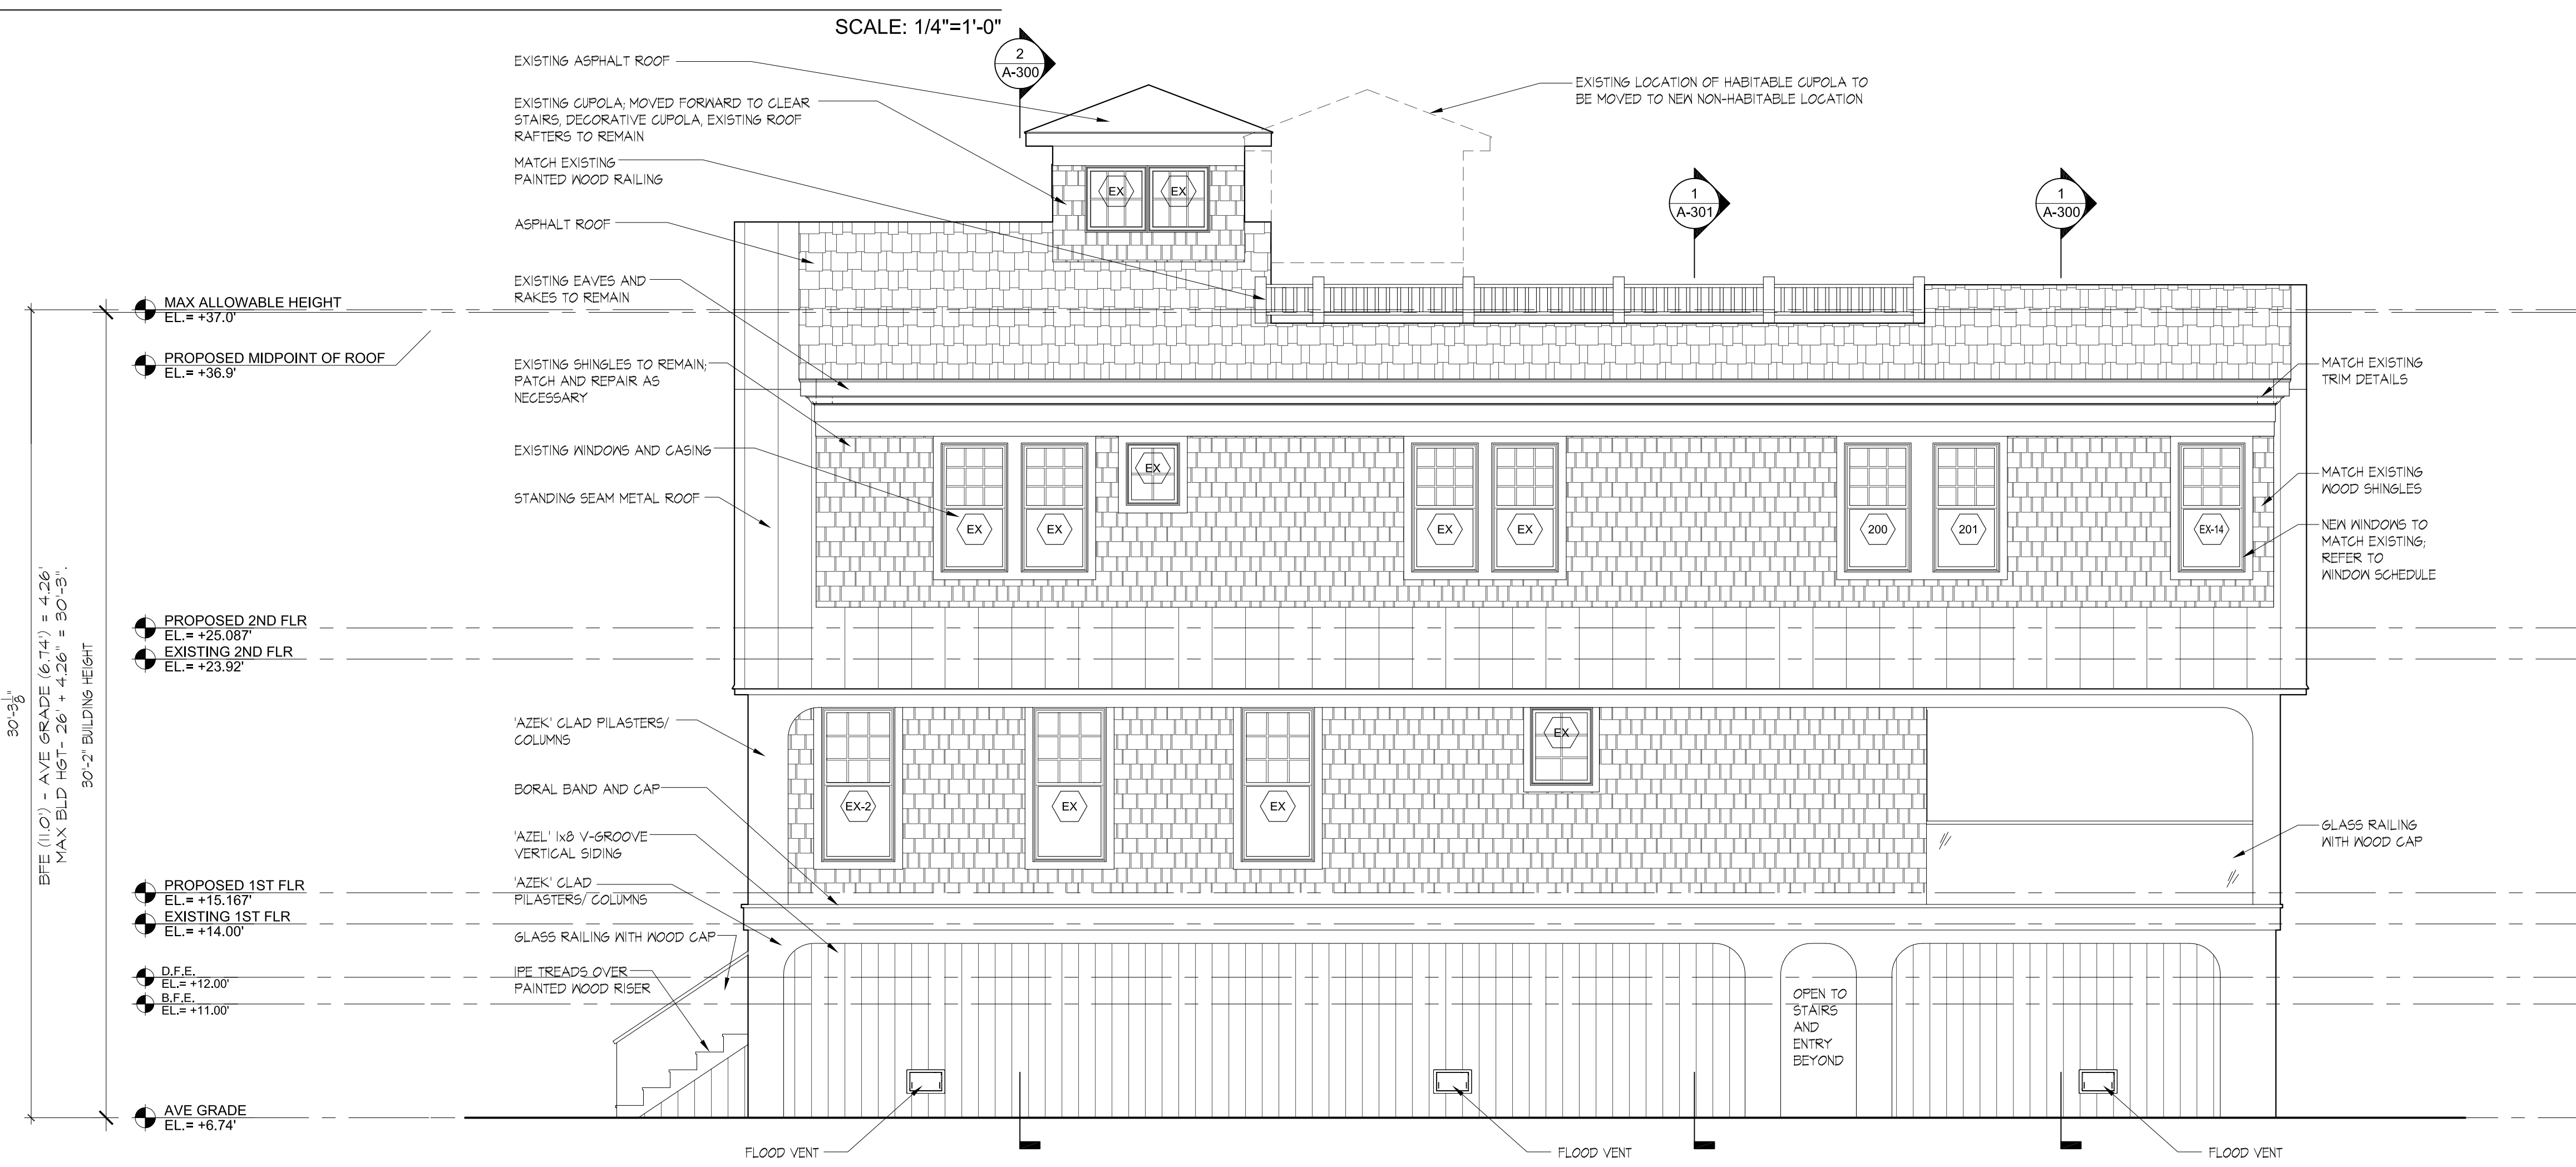 SCALE: 1/4"=1'-0"
2
A-300
EXISTING ASPHALT ROOF
EXISTING CUPOLA; MOVED FORWARD TO CLEAR
STAIRS, DECORATIVE CUPOLA, EXISTING ROOF
RAFTERS TO REMAIN
MATCH EXISTING
PAINTED WOOD RAILING
ASPHALT ROOF
EXISTING EAVES AND
RAKES TO REMAIN
EXISTING SHINGLES TO REMAIN;
PATCH AND REPAIR AS
NECESSARY
EXISTING WINDOWS AND CASING
STANDING SEAM METAL ROOF
'AZEK' CLAD PILASTERS/
COLUMNS
BORAL BAND AND CAP
'AZEL' 1x8 V-GROOVE
VERTICAL SIDING
'AZEK' CLAD
PILASTERS/ COLUMNS
GLASS RAILING WITH WOOD CAP
IPE TREADS OVER
PAINTED WOOD RISER
EXISTING LOCATION OF HABITABLE CUPOLA TO
BE MOVED TO NEW NON-HABITABLE LOCATION
1
A-301
1
A-300
EX
EX
MAX ALLOWABLE HEIGHT
EL.= +37.0'
PROPOSED MIDPOINT OF ROOF
EL.= +36.9'
PROPOSED 2ND FLR
EL.= +25.087'
EXISTING 2ND FLR
EL.= +23.92'
PROPOSED 1ST FLR
EL.= +15.167'
EXISTING 1ST FLR
EL.= +14.00'
D.F.E.
EL.= +12.00'
B.F.E.
EL.= +11.00'
AVE GRADE
EL.= +6.74'
30'-3 1/8"
BFE (11.0') - AVE GRADE (6.74') = 4.26'
MAX BLD HGT- 26' + 4.26" = 30'-3".
30'-2" BUILDING HEIGHT
EX
EX
EX
EX
EX
200
201
EX-14
EX-2
EX
EX
EX
MATCH EXISTING
TRIM DETAILS
MATCH EXISTING
WOOD SHINGLES
NEW WINDOWS TO
MATCH EXISTING;
REFER TO
WINDOW SCHEDULE
GLASS RAILING
WITH WOOD CAP
OPEN TO
STAIRS
AND
ENTRY
BEYOND
FLOOD VENT
FLOOD VENT
FLOOD VENT